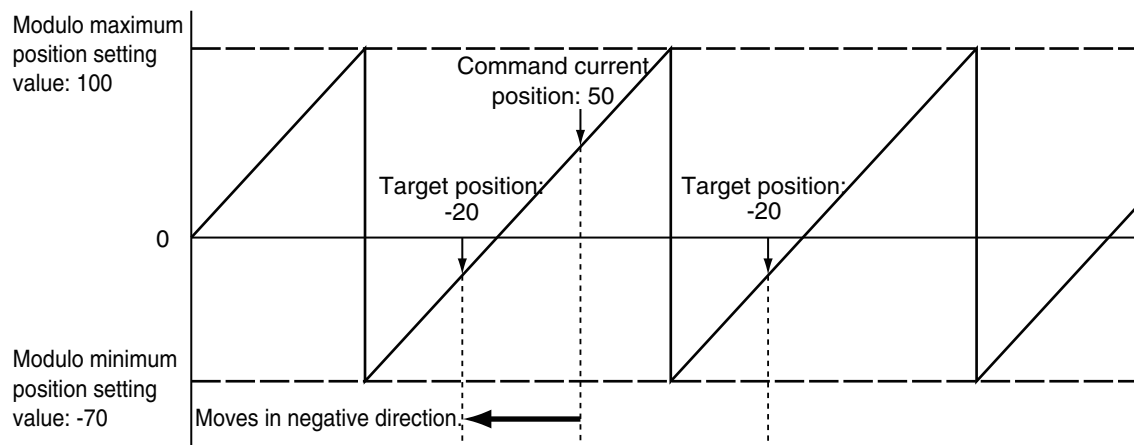 Modulo maximum
position setting
value: 100
Command current
position: 50
Target position:
-20
Target position:
-20
0
Modulo minimum
position setting
value: -70
Moves in negative direction.